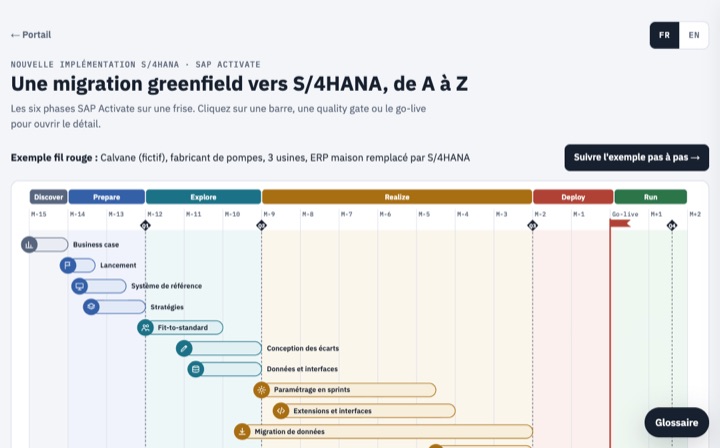 ← Portail
FR EN
NOUVELLE IMPLÉMENTATION S/4HANA · SAP ACTIVATE
Une migration greenfield vers S/4HANA, de A à Z
Les six phases SAP Activate sur une frise. Cliquez sur une barre, une quality gate ou le go-live
pour ouvrir le détail.
Exemple fil rouge : Calvane (fictif), fabricant de pompes, 3 usines, ERP maison remplacé par S/4HANA
Suivre l'exemple pas à pas →
Discover Prepare Explore Realize Deploy Run
M-15 M-14 M-13 M-12 M-11 M-10 M-9 M-8 M-7 M-6 M-5 M-4 M-3 M-2 M-1 Go-live M+1 M+2
Business case
Lancement
Système de référence
Stratégies
Fit-to-standard
Conception des écarts
Données et interfaces
Paramétrage en sprints
Extensions et interfaces
Migration de données
Glossaire